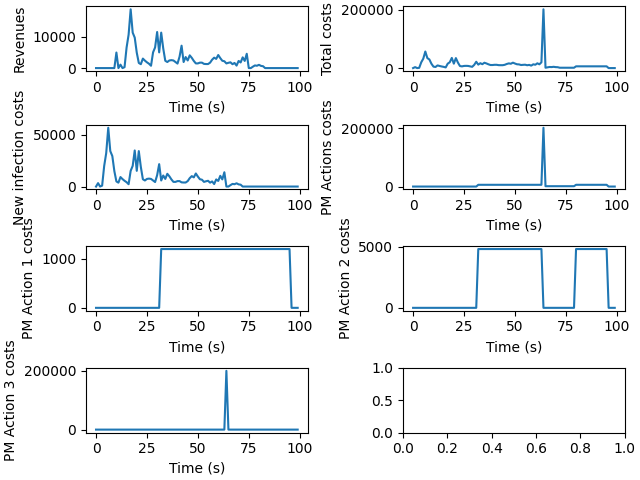 Revenues
10000
0
0 25 50 75 100
Time (s)
Total costs
200000
0
0 25 50 75 100
Time (s)
New infection costs
50000
0
0 25 50 75 100
Time (s)
PM Actions costs
200000
0
0 25 50 75 100
Time (s)
PM Action 1 costs
1000
0
0 25 50 75 100
Time (s)
PM Action 2 costs
5000
0
0 25 50 75 100
Time (s)
PM Action 3 costs
200000
0
0 25 50 75 100
Time (s)
1.0
0.5
0.0
0.0 0.2 0.4 0.6 0.8 1.0